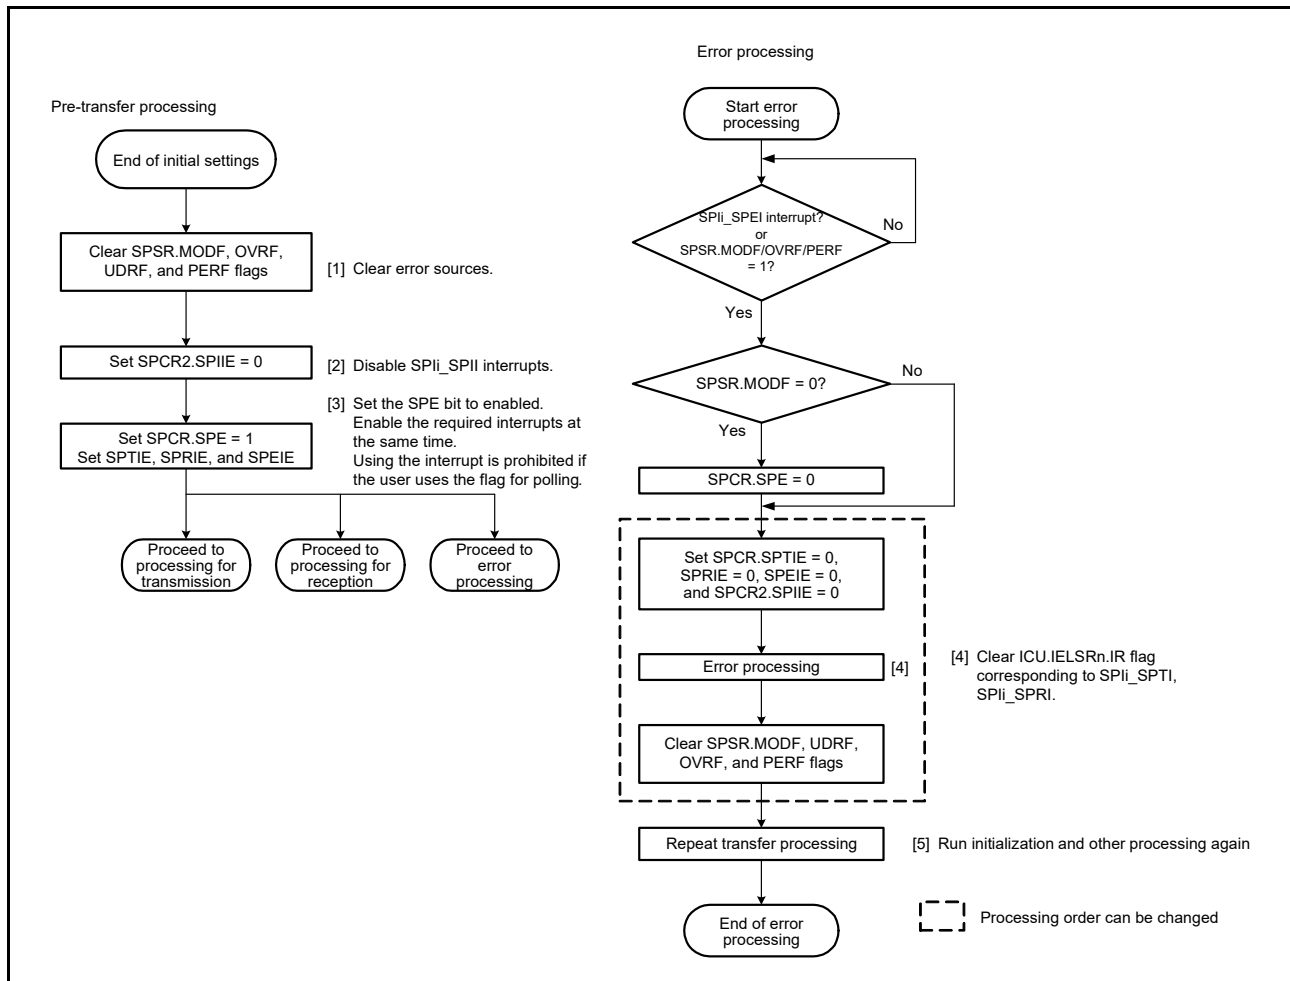 Pre-transfer processing
End of initial settings
Clear SPSR.MODF, OVRF,
UDRF, and PERF flags
[1] Clear error sources.
Set SPCR2.SPIIE = 0
[2] Disable SPIi_SPII interrupts.
Set SPCR.SPE = 1
Set SPTIE, SPRIE, and SPEIE
[3] Set the SPE bit to enabled.
Enable the required interrupts at
the same time.
Using the interrupt is prohibited if
the user uses the flag for polling.
Proceed to
processing for
transmission
Proceed to
processing for
reception
Proceed to
error
processing
Error processing
Start error
processing
SPIi_SPEI interrupt?
or
SPSR.MODF/OVRF/PERF
= 1?
No
Yes
SPSR.MODF = 0?
No
Yes
SPCR.SPE = 0
Set SPCR.SPTIE = 0,
SPRIE = 0, SPEIE = 0,
and SPCR2.SPIIE = 0
Error processing
[4]
[4] Clear ICU.IELSRn.IR flag
corresponding to SPIi_SPTI,
SPIi_SPRI.
Clear SPSR.MODF, UDRF,
OVRF, and PERF flags
Repeat transfer processing
[5] Run initialization and other processing again
End of error
processing
Processing order can be changed